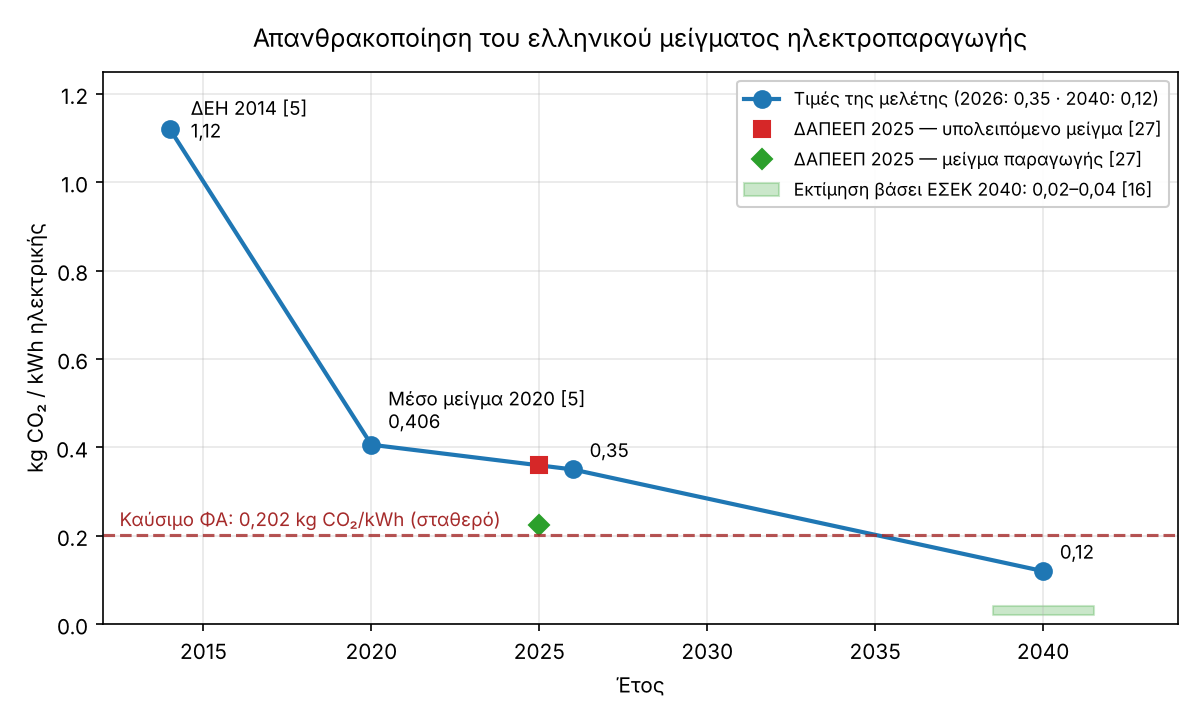 Απανθρακοποίηση του ελληνικού μείγματος ηλεκτροπαραγωγής
Τιμές της μελέτης (2026: 0,35 · 2040: 0,12)
ΔΑΠΕΕΠ 2025 — υπολειπόμενο μείγμα [27]
ΔΑΠΕΕΠ 2025 — μείγμα παραγωγής [27]
Εκτίμηση βάσει ΕΣΕΚ 2040: 0,02–0,04 [16]
ΔΕΗ 2014 [5]
1,12
Μέσο μείγμα 2020 [5]
0,406
0,35
Καύσιμο ΦΑ: 0,202 kg CO₂/kWh (σταθερό)
0,12
kg CO₂ / kWh ηλεκτρικής
1.2
1.0
0.8
0.6
0.4
0.2
0.0
2015
2020
2025
2030
2035
2040
Έτος